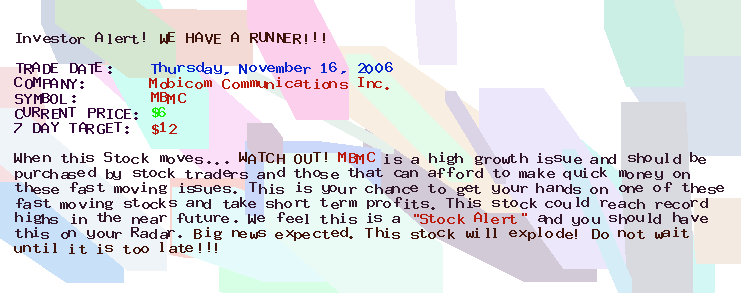 Investor Alert! WE HAVE A RUNNER!!!
TRADE DATE: Thursday, November 16, 2006
COMPANY: Mobicom Communications Inc.
SYMBOL: MBMC
CURRENT PRICE: $6
7 DAY TARGET: $12
When this Stock moves... WATCH OUT! MBMC is a high growth issue and should be
purchased by stock traders and those that can afford to make quick money on
these fast moving issues. This is your chance to get your hands on one of these
fast moving stocks and take short term profits. This stock could reach record
highs in the near future. We feel this is a "Stock Alert" and you should have
this on your Radar. Big news expected. This stock will explode! Do not wait
until it is too late!!!